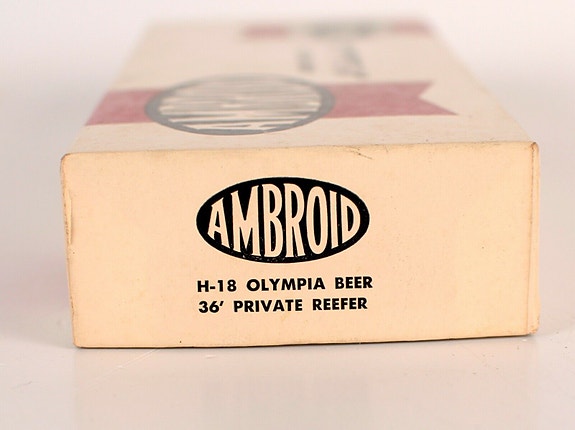 AMBROID
H-18 OLYMPIA BEER
36' PRIVATE REEFER